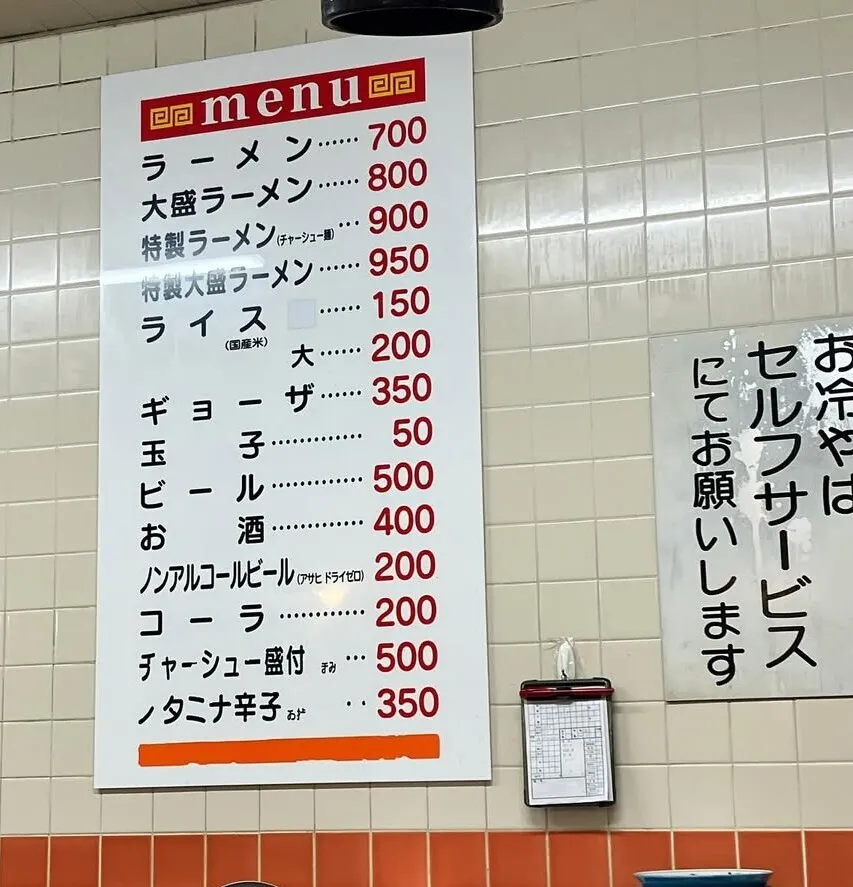 menu
ラーメン……700
大盛ラーメン……800
特製ラーメン(チャーシュー麺)…900
特製大盛ラーメン……950
ライス……150
(国産米)
大……200
ギョーザ……350
玉子…………50
ビール…………500
お酒…………400
ノンアルコールビール(アサヒ ドライゼロ)200
コーラ…………200
チャーシュー盛付…500
タミナ辛子‥350
お冷やは
セルフサービス
にてお願いします